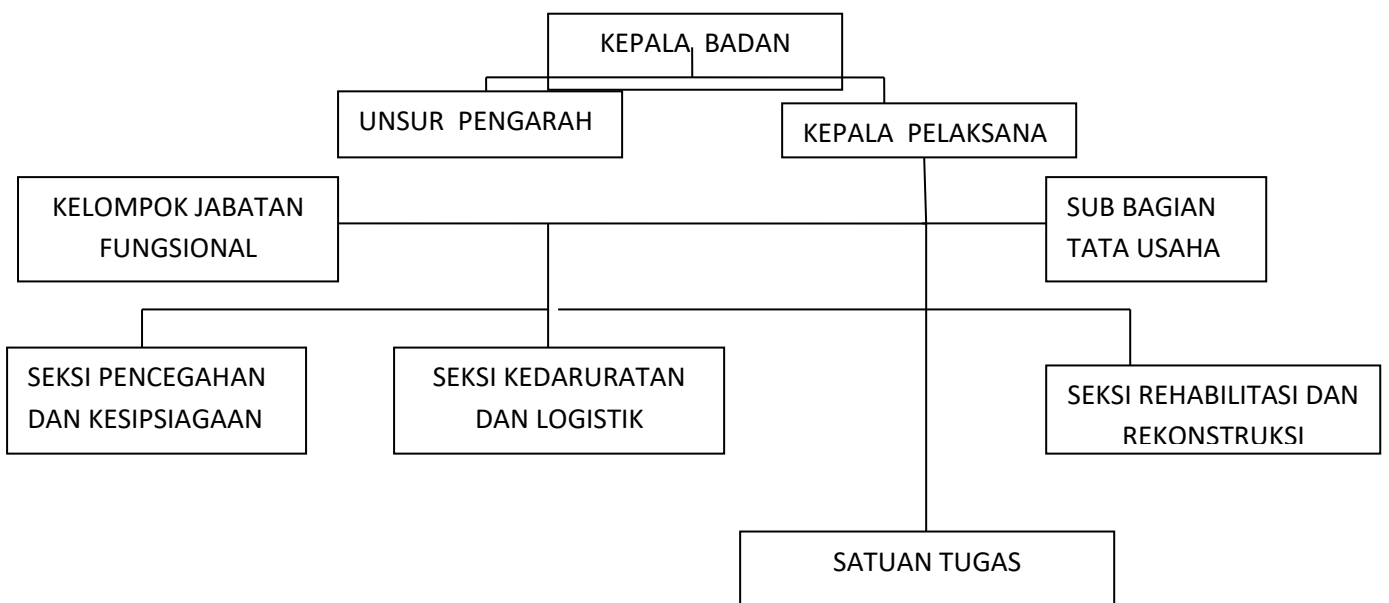 KEPALA BADAN
UNSUR PENGARAH
KEPALA PELAKSANA
KELOMPOK JABATAN
FUNGSIONAL
SUB BAGIAN
TATA USAHA
SEKSI PENCEGAHAN
DAN KESIPSIAGAAN
SEKSI KEDARURATAN
DAN LOGISTIK
SEKSI REHABILITASI DAN
REKONSTRUKSI
SATUAN TUGAS